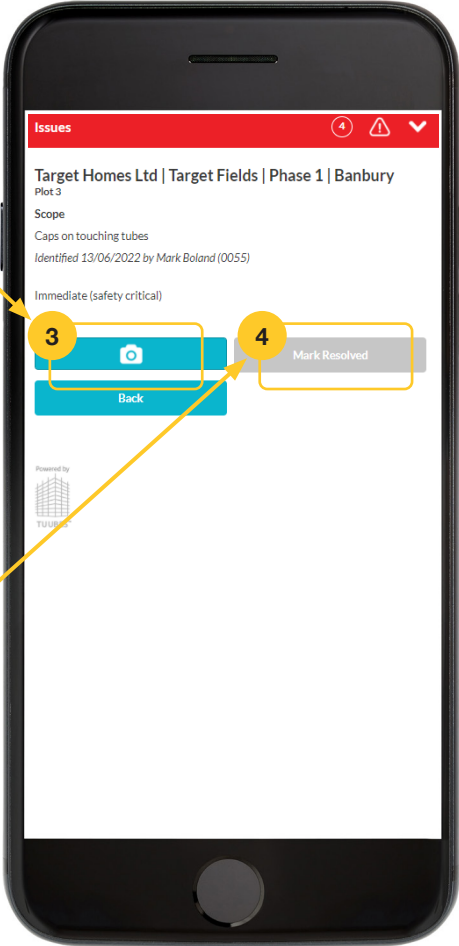 Issues
4
Target Homes Ltd | Target Fields | Phase 1 | Banbury
Plot 3
Scope
Caps on touching tubes
Identified 13/06/2022 by Mark Boland (0055)
Immediate (safety critical)
3
4
Mark Resolved
Back
Powered by
TUUBES